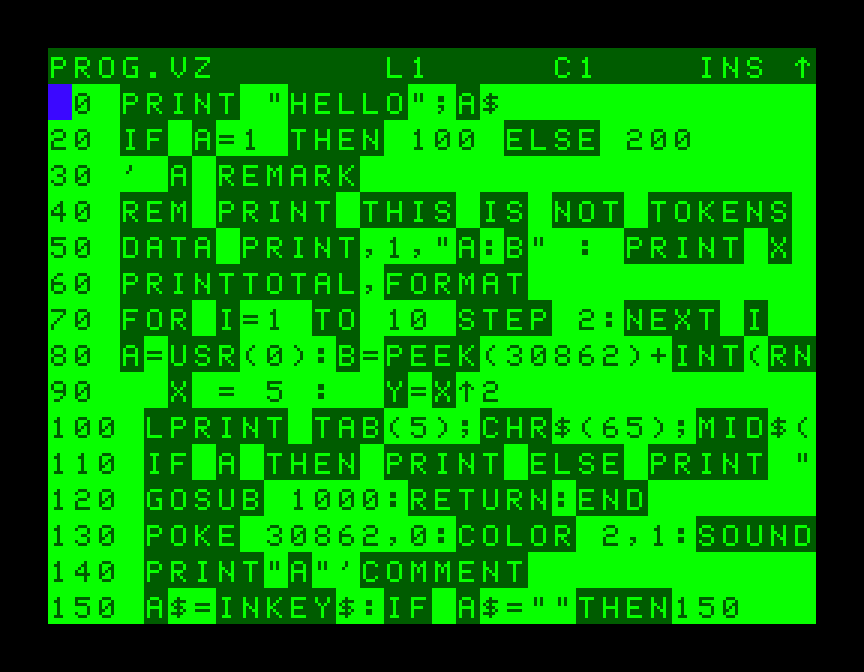 PROG.VZ L1 C1 INS ↑
0 PRINT "HELLO";A$
20 IF A=1 THEN 100 ELSE 200
30 ' A REMARK
40 REM PRINT THIS IS NOT TOKENS
50 DATA PRINT,1,"A:B" : PRINT X
60 PRINTTOTAL,FORMAT
70 FOR I=1 TO 10 STEP 2:NEXT I
80 A=USR(0):B=PEEK(30862)+INT(RN
90 X = 5 : Y=X↑2
100 LPRINT TAB(5);CHR$(65);MID$(
110 IF A THEN PRINT ELSE PRINT "
120 GOSUB 1000:RETURN:END
130 POKE 30862,0:COLOR 2,1:SOUND
140 PRINT"A"'COMMENT
150 A$=INKEY$:IF A$=""THEN150